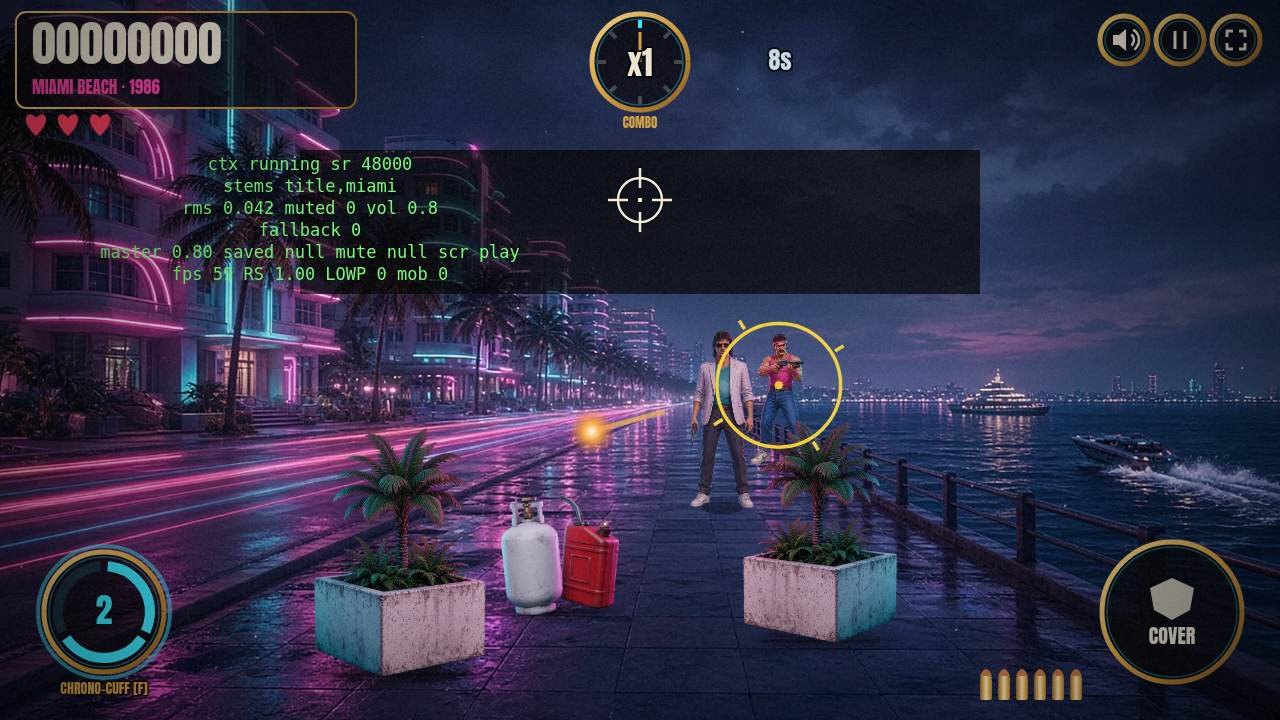 00000000
MIAMI BEACH · 1986
x1
COMBO
8s
ctx running sr 48000
stems title,miami
rms 0.042 muted 0 vol 0.8
fallback 0
master 0.80 saved null mute null scr play
fps 59 RS 1.00 LOWP 0 mob 0
2
CHRONO-CUFF [F]
COVER